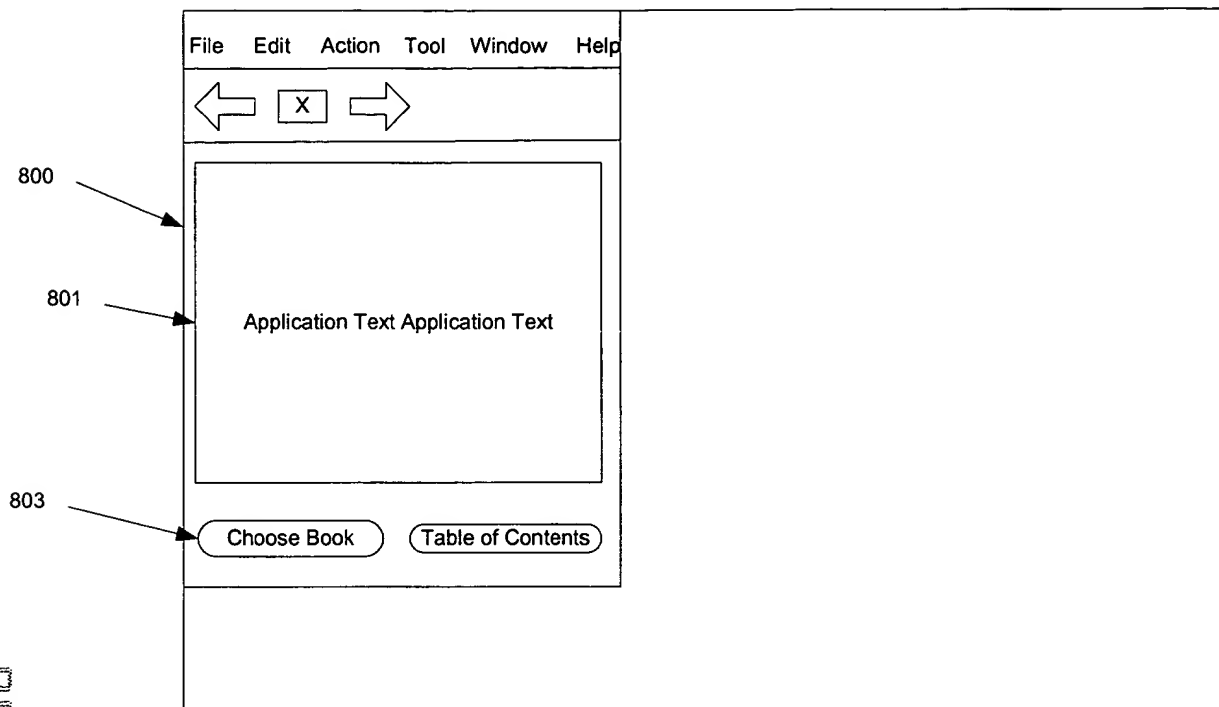 File Edit Action Tool Window Help
X
800
801
Application Text Application Text
803
Choose Book Table of Contents